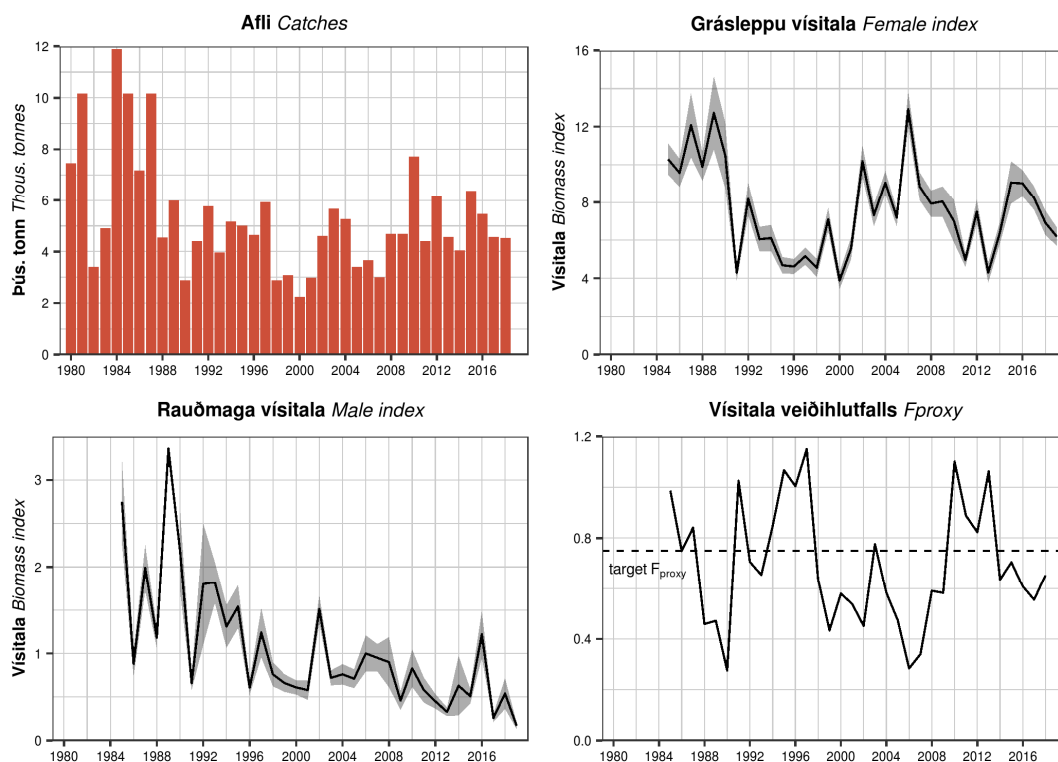 Afli Catches
Þús. tonn Thous. tonnes
12
10
8
6
4
2
0
1980 1984 1988 1992 1996 2000 2004 2008 2012 2016
Grásleppu vísitala Female index
Vísitala Biomass index
16
12
8
4
0
1980 1984 1988 1992 1996 2000 2004 2008 2012 2016
Rauðmaga vísitala Male index
Vísitala Biomass index
3
2
1
0
1980 1984 1988 1992 1996 2000 2004 2008 2012 2016
Vísitala veiðihlutfalls Fproxy
1.2
0.8
0.4
0.0
target Fproxy
1980 1984 1988 1992 1996 2000 2004 2008 2012 2016